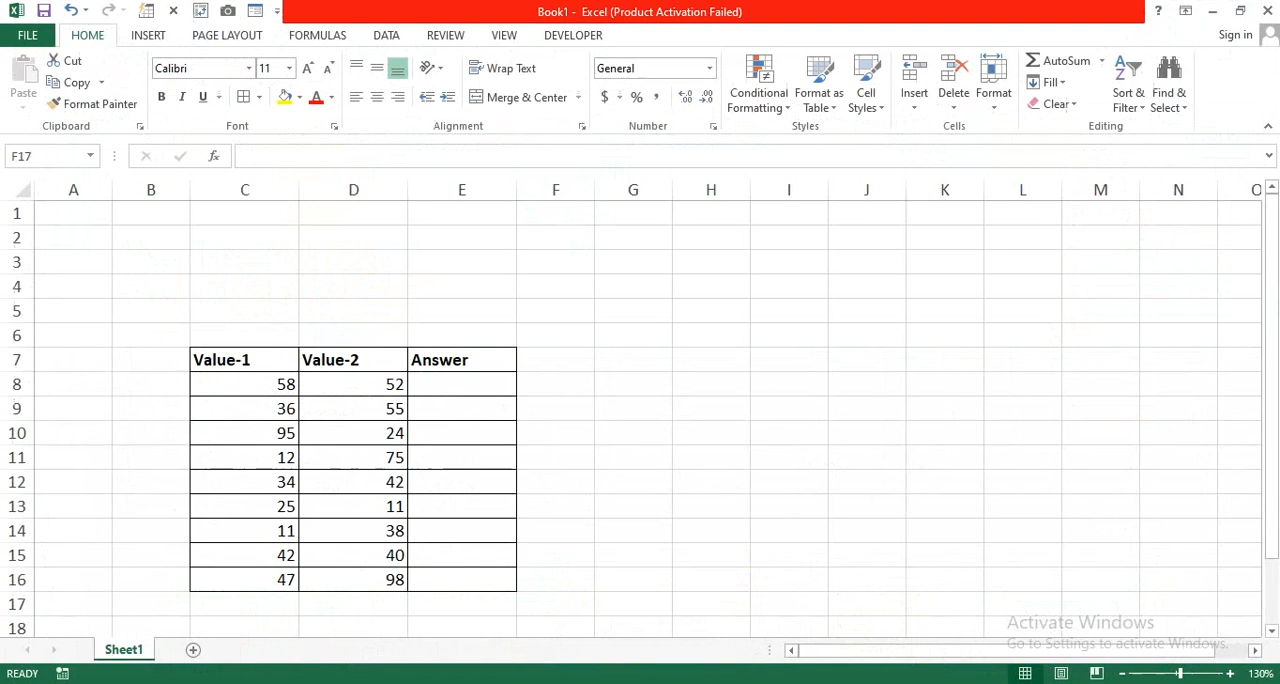 Book1 - Excel (Product Activation Failed)
?
FILE HOME INSERT PAGE LAYOUT FORMULAS DATA REVIEW VIEW DEVELOPER Sign in
Paste
Cut
Copy
Format Painter
Clipboard
Calibri 11
B I U
Font
Wrap Text
Merge & Center
Alignment
General
$ % ,
Number
Conditional Formatting
Format as Table
Cell Styles
Styles
Insert Delete Format
Cells
AutoSum
Fill
Clear
Sort & Filter
Find & Select
Editing
F17 fx
A B C D E F G H I J K L M N O
1
2
3
4
5
6
7 Value-1 Value-2 Answer
8 58 52
9 36 55
10 95 24
11 12 75
12 34 42
13 25 11
14 11 38
15 42 40
16 47 98
17
18
Activate Windows
Go to Settings to activate Windows.
Sheet1
READY 130%